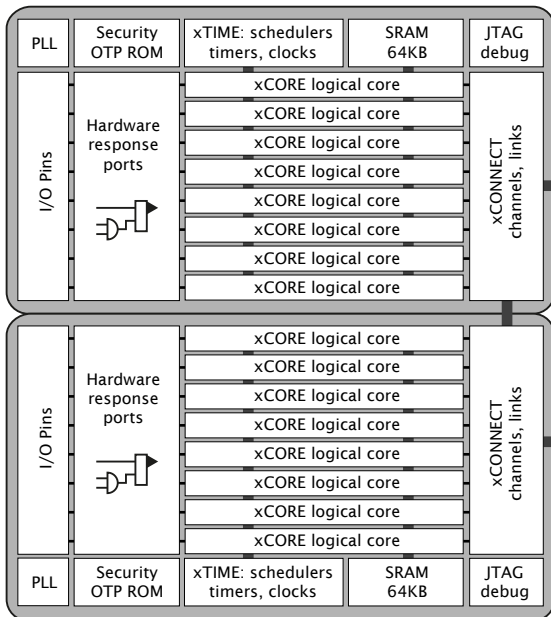 PLL
Security
OTP ROM
xTIME: schedulers
timers, clocks
SRAM
64KB
JTAG
debug
I/O Pins
Hardware
response
ports
xCORE logical core
xCORE logical core
xCORE logical core
xCORE logical core
xCORE logical core
xCORE logical core
xCORE logical core
xCORE logical core
xCONNECT
channels, links
I/O Pins
Hardware
response
ports
xCORE logical core
xCORE logical core
xCORE logical core
xCORE logical core
xCORE logical core
xCORE logical core
xCORE logical core
xCORE logical core
xCONNECT
channels, links
PLL
Security
OTP ROM
xTIME: schedulers
timers, clocks
SRAM
64KB
JTAG
debug